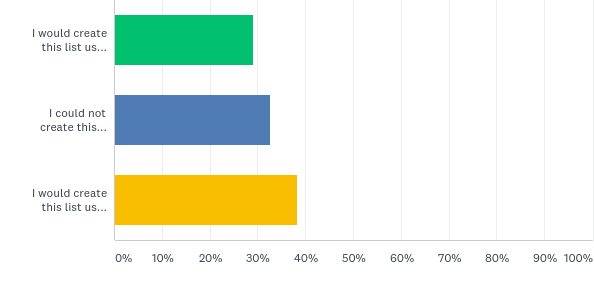 I would create
this list us...
I could not
create this...
I would create
this list us...
0% 10% 20% 30% 40% 50% 60% 70% 80% 90% 100%